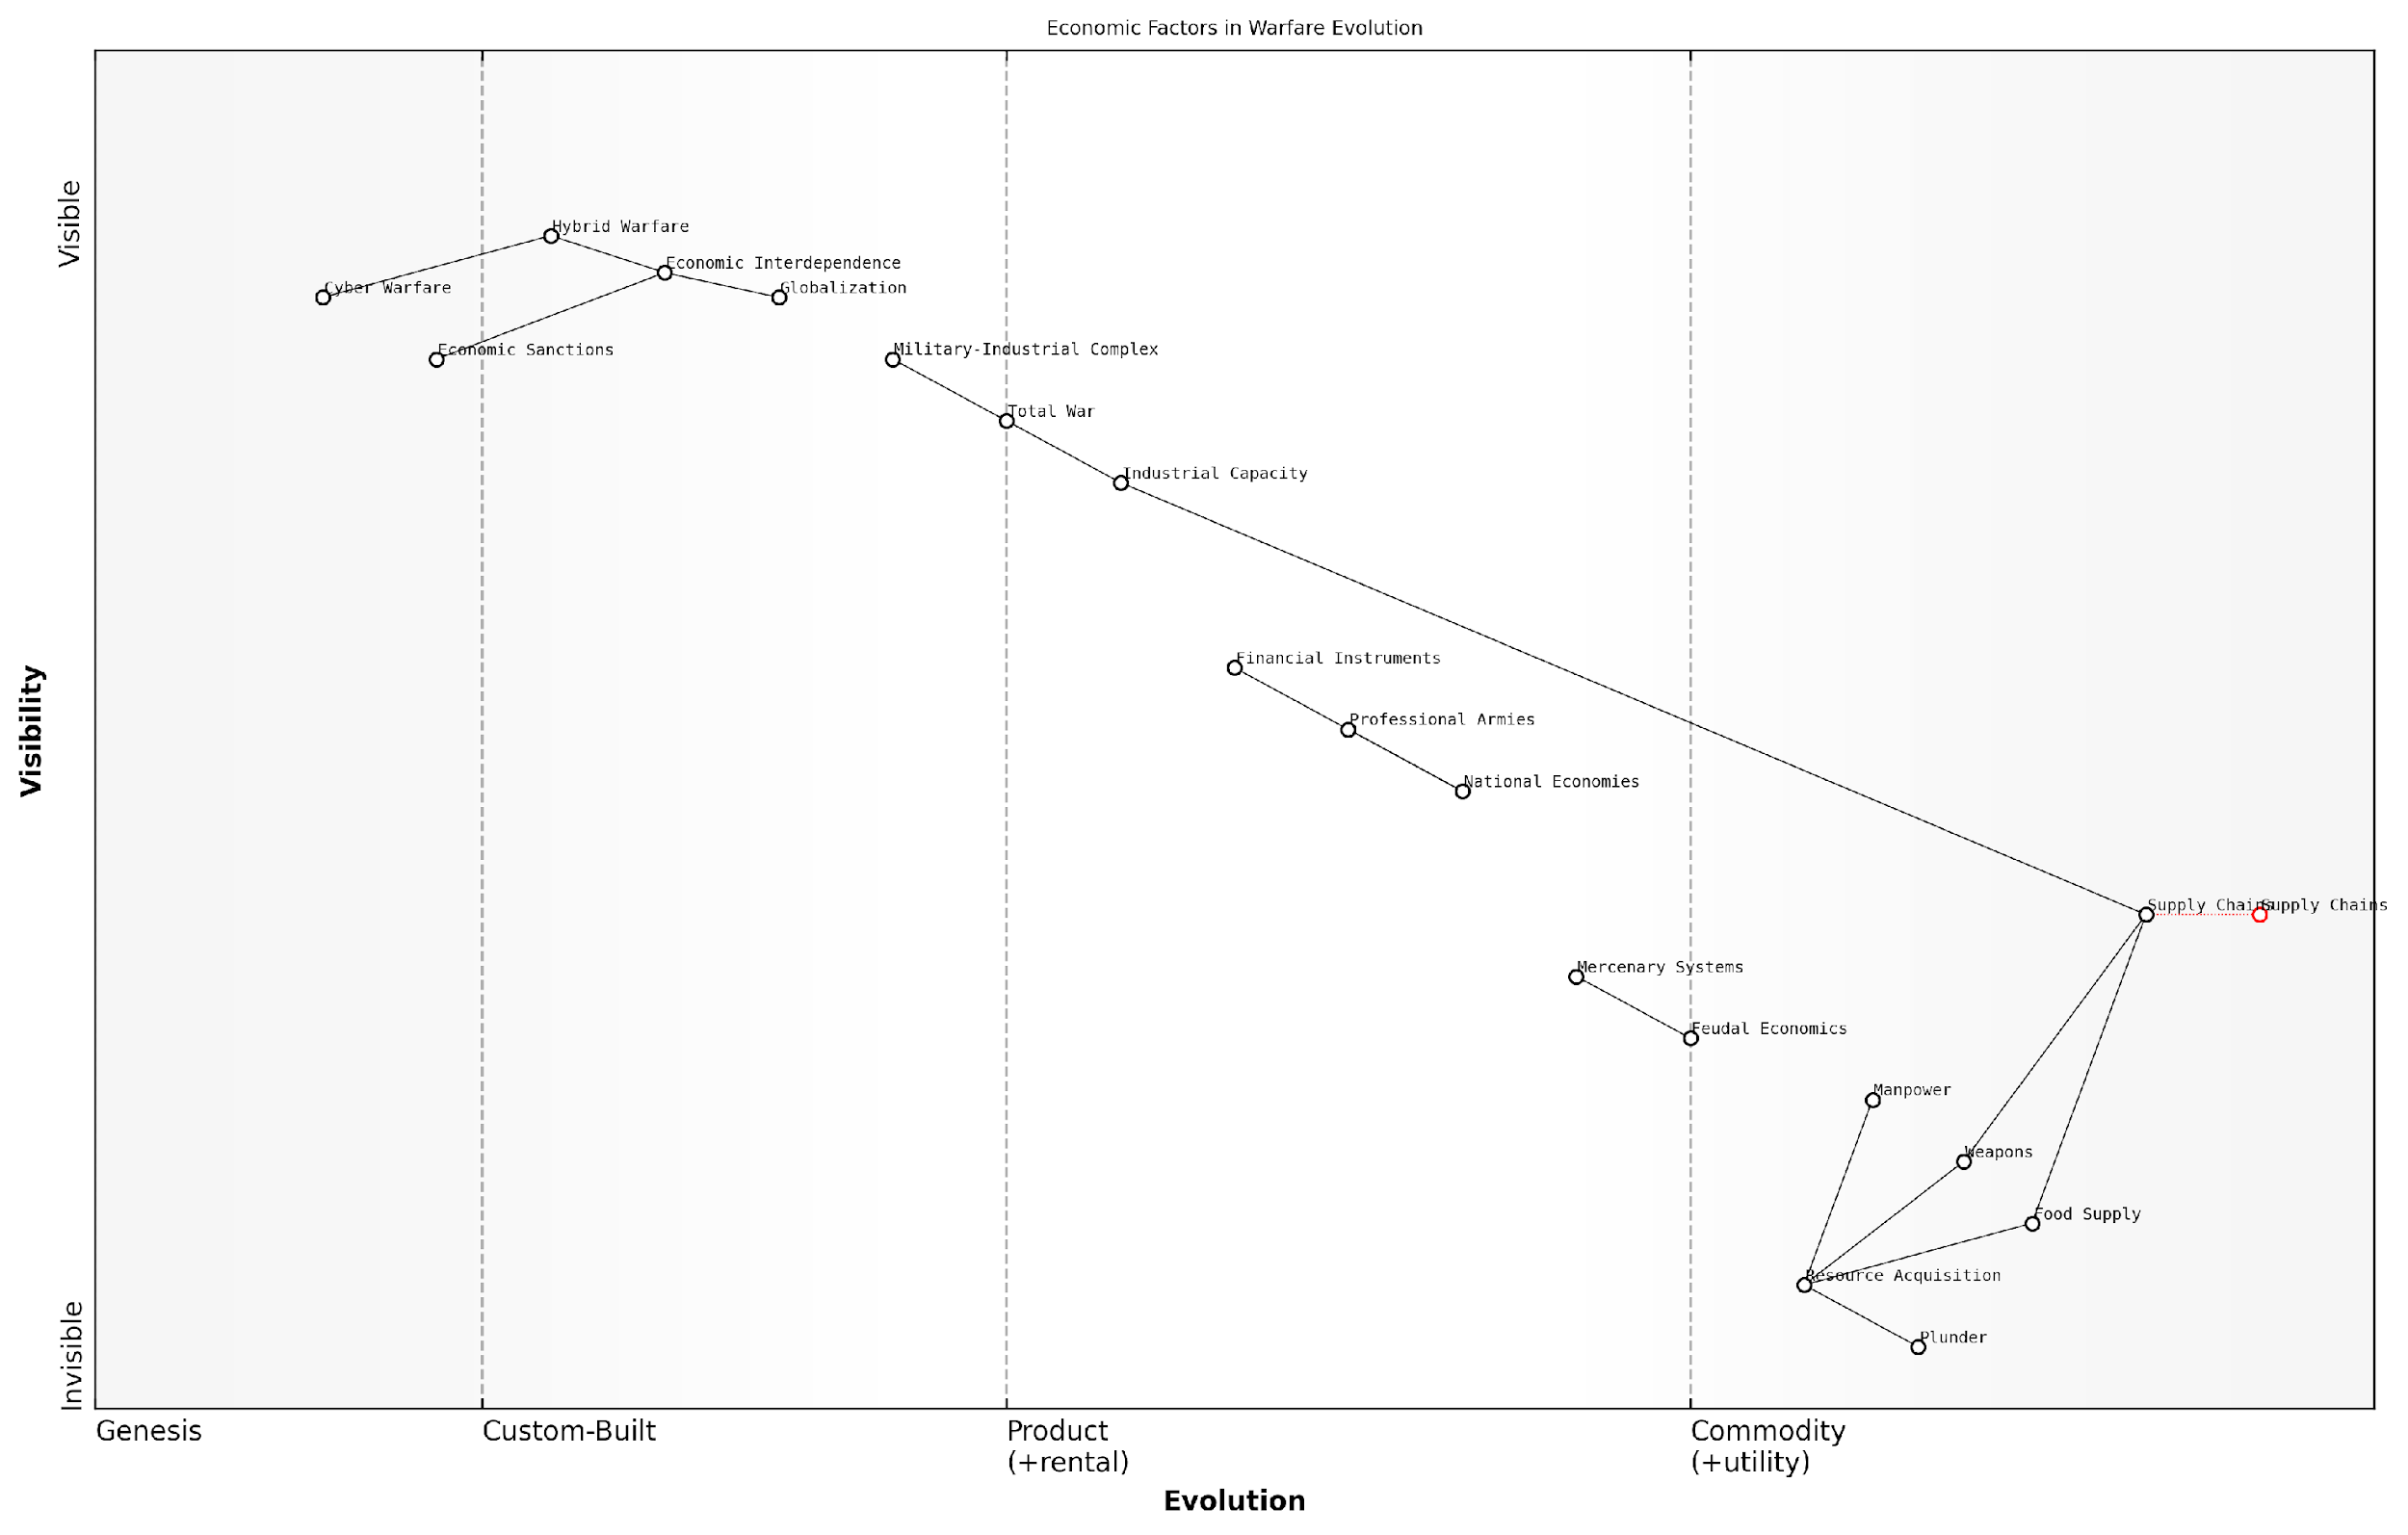 Economic Factors in Warfare Evolution
Visible
Hybrid Warfare
Economic Interdependence
Cyber Warfare
Globalization
Economic Sanctions
Military-Industrial Complex
Total War
Industrial Capacity
Financial Instruments
Visibility
Professional Armies
National Economies
Supply Chains
Supply Chains
Mercenary Systems
Feudal Economics
Manpower
Weapons
Food Supply
Resource Acquisition
Plunder
Invisible
Genesis
Custom-Built
Product
(+rental)
Commodity
(+utility)
Evolution